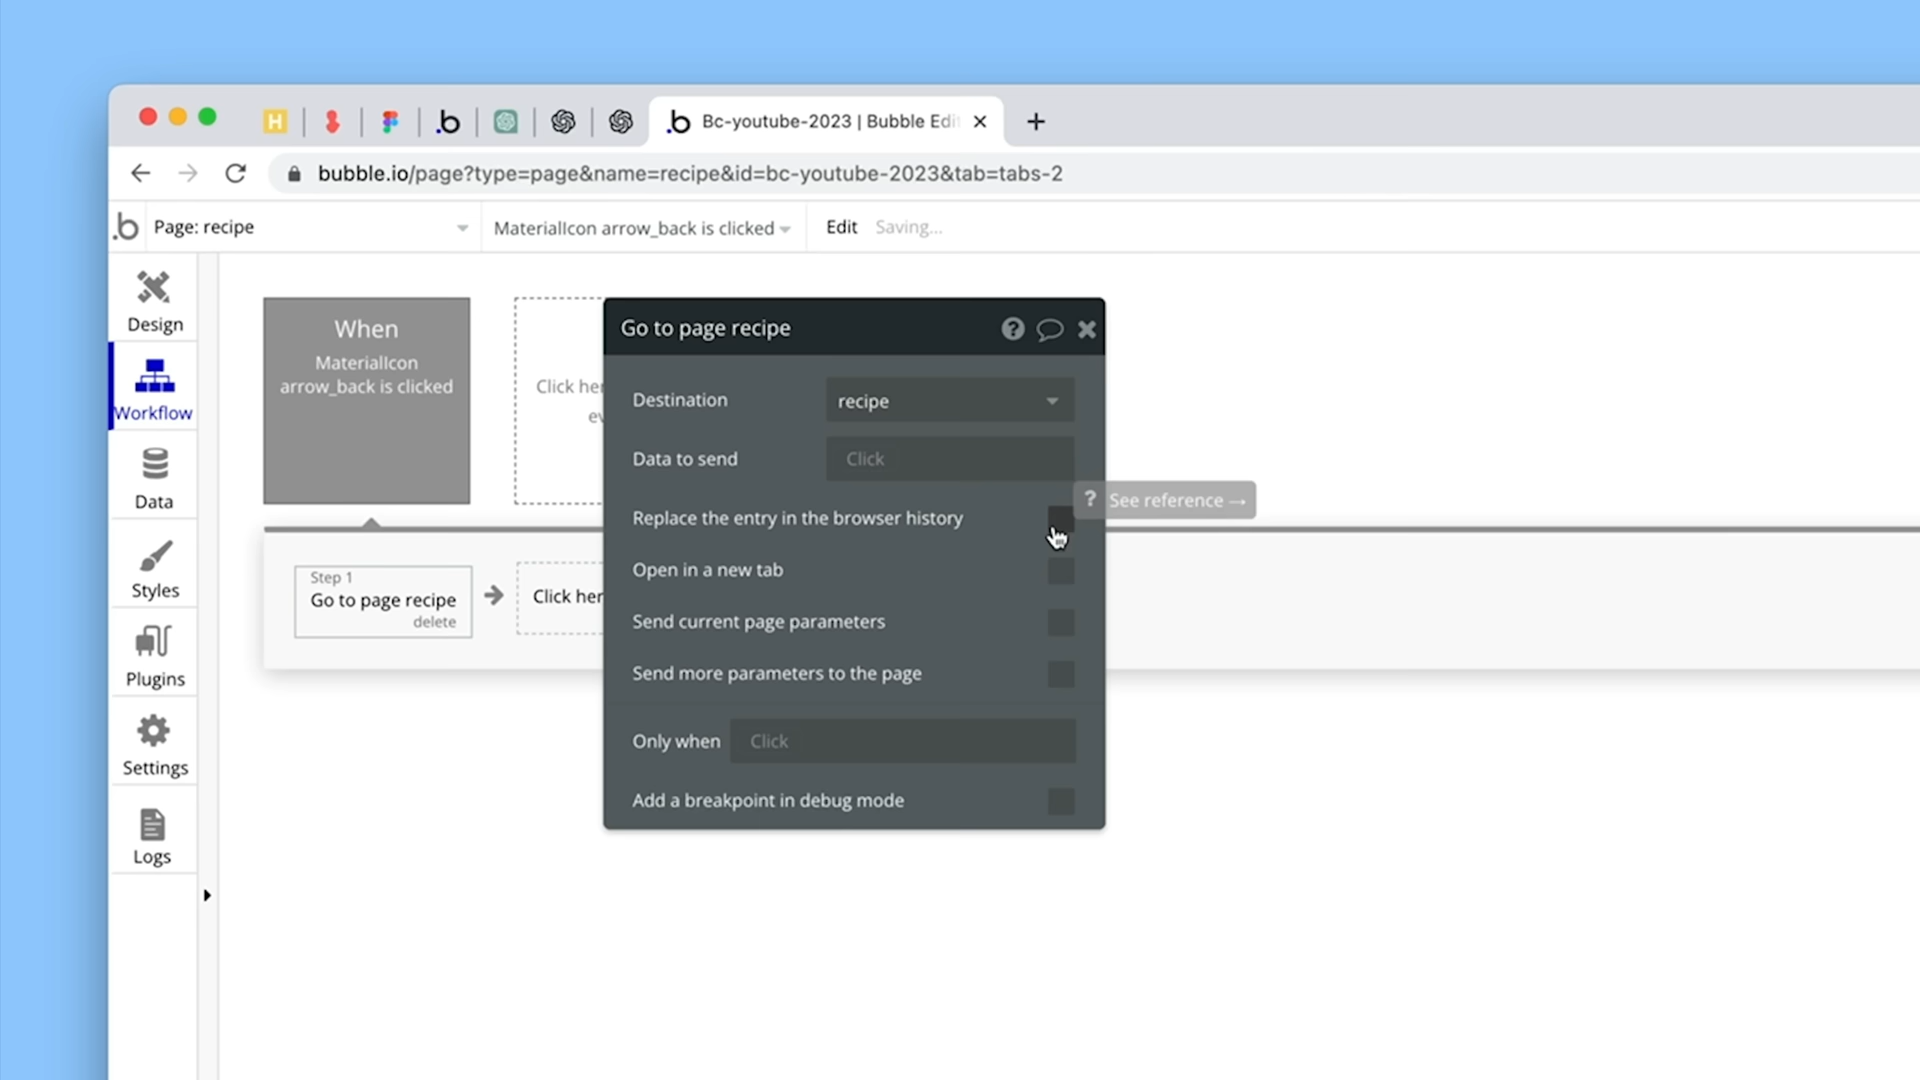 H
.b
.b Bc-youtube-2023 | Bubble Edi
bubble.io/page?type=page&name=recipe&id=bc-youtube-2023&tab=tabs-2
.b Page: recipe
MaterialIcon arrow_back is clicked
Edit
Saving...
Design
Workflow
Data
Styles
Plugins
Settings
Logs
When
MaterialIcon
arrow_back is clicked
Click her
ev
Step 1
Go to page recipe
delete
Click her
Go to page recipe
Destination
recipe
Data to send
Click
Replace the entry in the browser history
? See reference →
Open in a new tab
Send current page parameters
Send more parameters to the page
Only when
Click
Add a breakpoint in debug mode